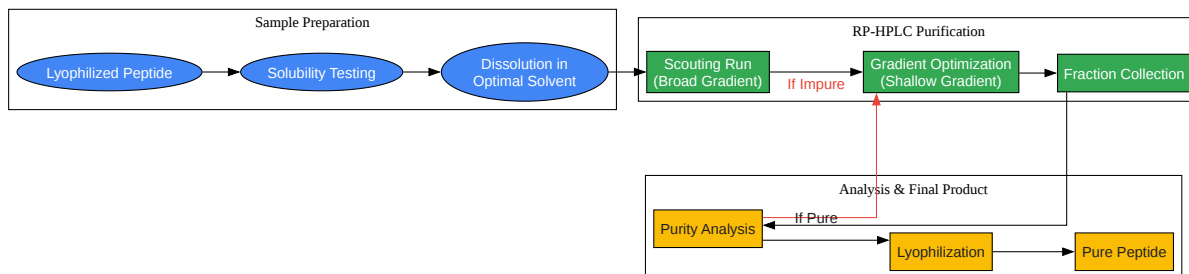 Sample Preparation
Lyophilized Peptide
Solubility Testing
Dissolution in
Optimal Solvent
RP-HPLC Purification
Scouting Run
(Broad Gradient)
If Impure
Gradient Optimization
(Shallow Gradient)
Fraction Collection
Analysis & Final Product
Purity Analysis
If Pure
Lyophilization
Pure Peptide